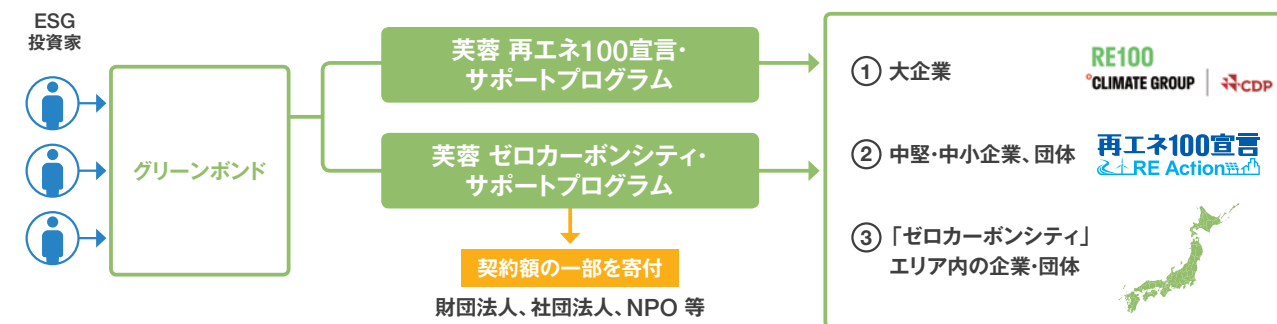 ESG
投資家
グリーンボンド
芙蓉 再エネ100宣言・
サポートプログラム
芙蓉 ゼロカーボンシティ・
サポートプログラム
契約額の一部を寄付
財団法人、社団法人、NPO 等
① 大企業
RE100
°CLIMATE GROUP
CDP
② 中堅・中小企業、団体
再エネ100宣言
RE Action
③ 「ゼロカーボンシティ」
エリア内の企業・団体